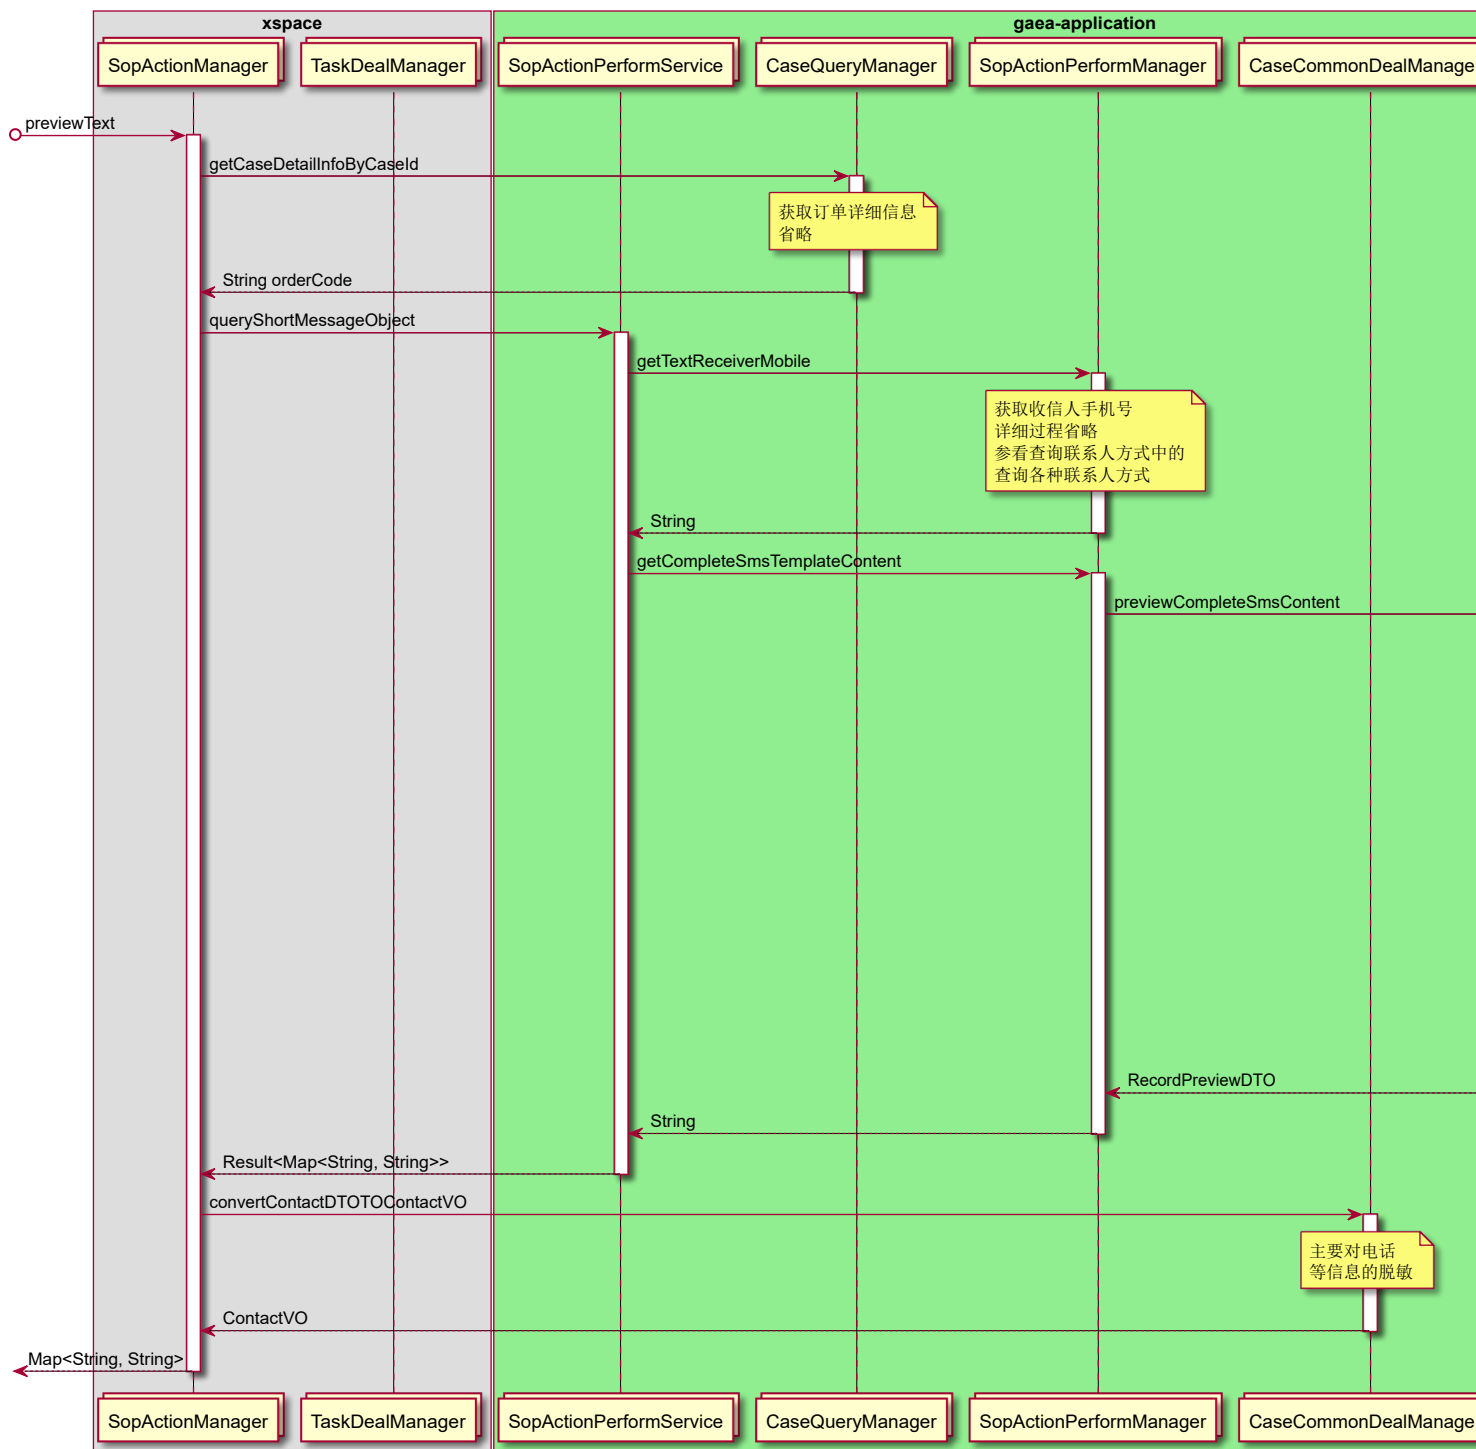 xspace
gaea-application
SopActionManager
TaskDealManager
SopActionPerformService
CaseQueryManager
SopActionPerformManager
CaseCommonDealManage
previewText
getCaseDetailInfoByCaseId
获取订单详细信息
省略
String orderCode
queryShortMessageObject
getTextReceiverMobile
获取收信人手机号
详细过程省略
参看查询联系人方式中的
查询各种联系人方式
String
getCompleteSmsTemplateContent
previewCompleteSmsContent
RecordPreviewDTO
String
Result<Map<String, String>>
convertContactDTOTOContactVO
主要对电话
等信息的脱敏
ContactVO
Map<String, String>
SopActionManager
TaskDealManager
SopActionPerformService
CaseQueryManager
SopActionPerformManager
CaseCommonDealManage